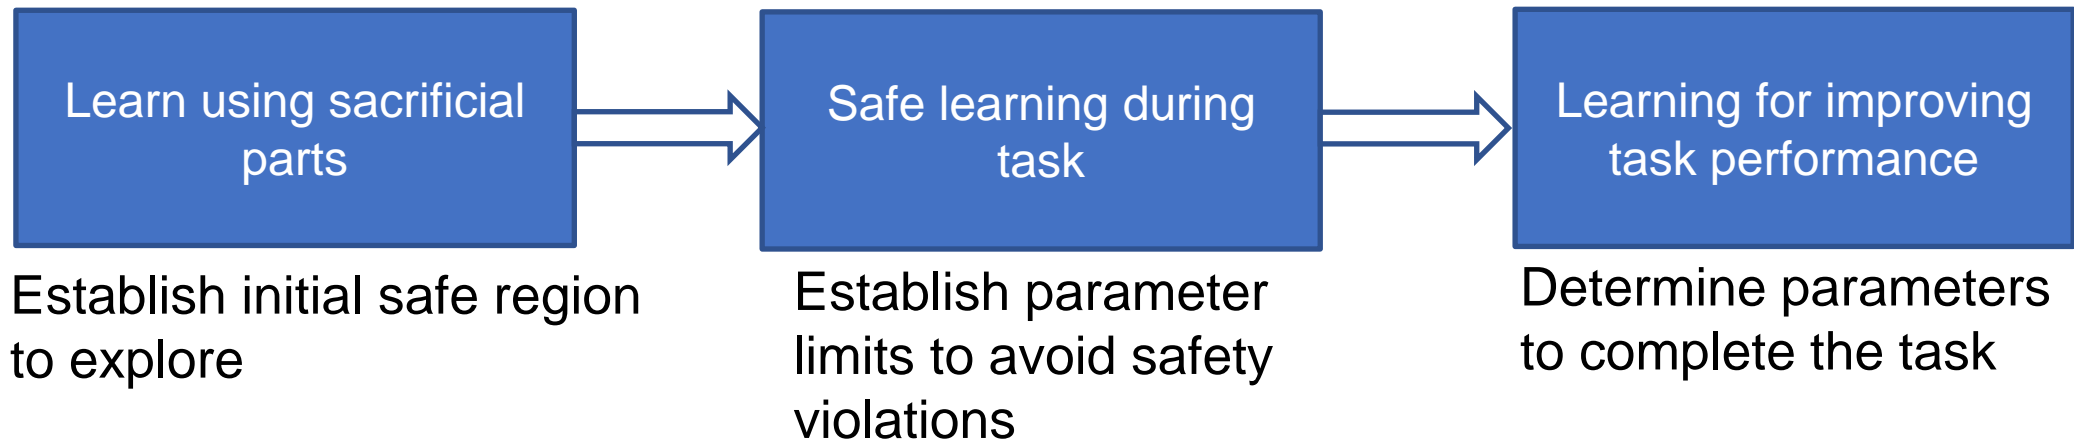 Learn using sacrificial
parts
Safe learning during
task
Learning for improving
task performance
Establish initial safe region
to explore
Establish parameter
limits to avoid safety
violations
Determine parameters
to complete the task